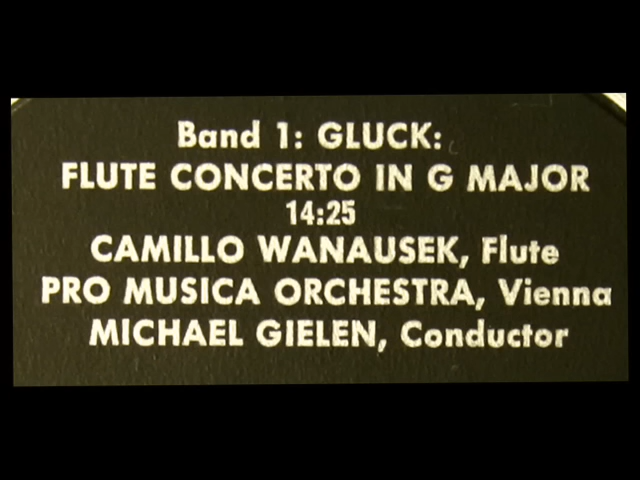 Band 1: GLUCK:
FLUTE CONCERTO IN G MAJOR
14:25
CAMILLO WANAUSEK, Flute
PRO MUSICA ORCHESTRA, Vienna
MICHAEL GIELEN, Conductor